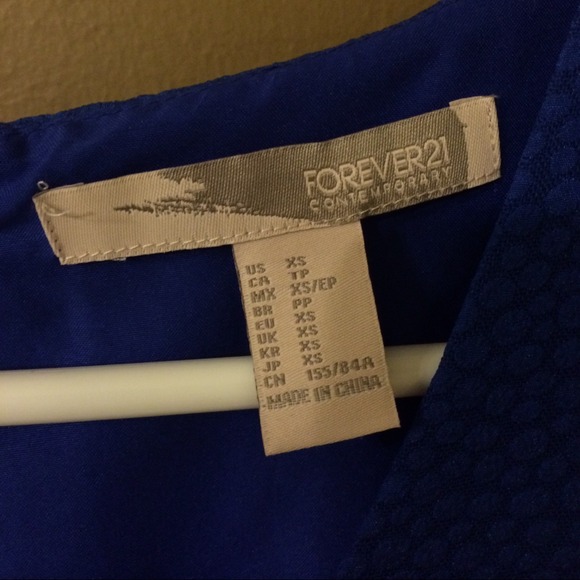 FOREVER21
CONTEMPORARY
US XS
CA TP
MX XS/EP
BR PP
EU XS
UK XS
KR XS
JP XS
CN 155/84A
MADE IN CHINA